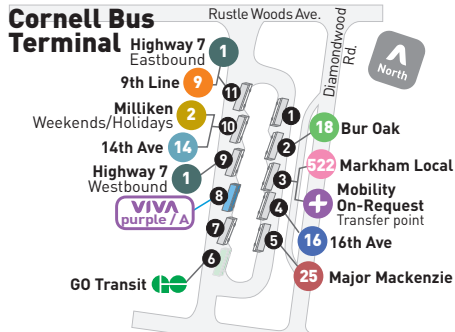 Cornell Bus
Terminal
Rustle Woods Ave.
Diamondwood
Rd.
North
Highway 7
Eastbound
1
9th Line
9
11
Milliken
Weekends/Holidays
2
10
14th Ave
14
Highway 7
Westbound
1
9
VIVA
purple / A
8
7
GO Transit
GO
6
1
2
18
Bur Oak
3
522
Markham Local
Mobility
On-Request
Transfer point
4
16
16th Ave
5
25
Major Mackenzie